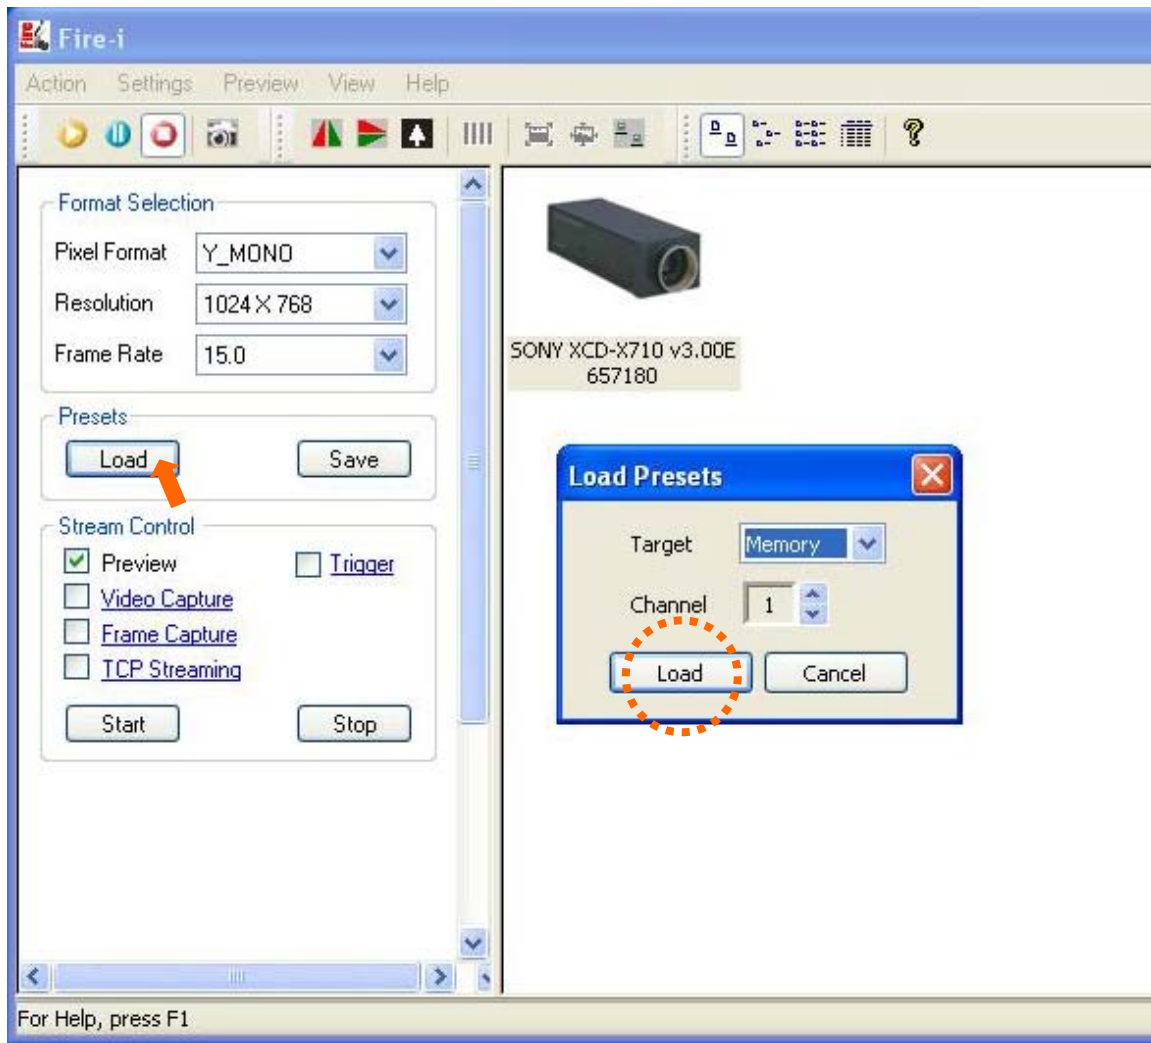 Fire-i
Action Settings Preview View Help
Format Selection
Pixel Format Y_MONO
Resolution 1024 X 768
Frame Rate 15.0
Presets
Load Save
Stream Control
Preview Trigger
Video Capture
Frame Capture
TCP Streaming
Start Stop
SONY XCD-X710 v3.00E
657180
Load Presets
Target Memory
Channel 1
Load Cancel
For Help, press F1